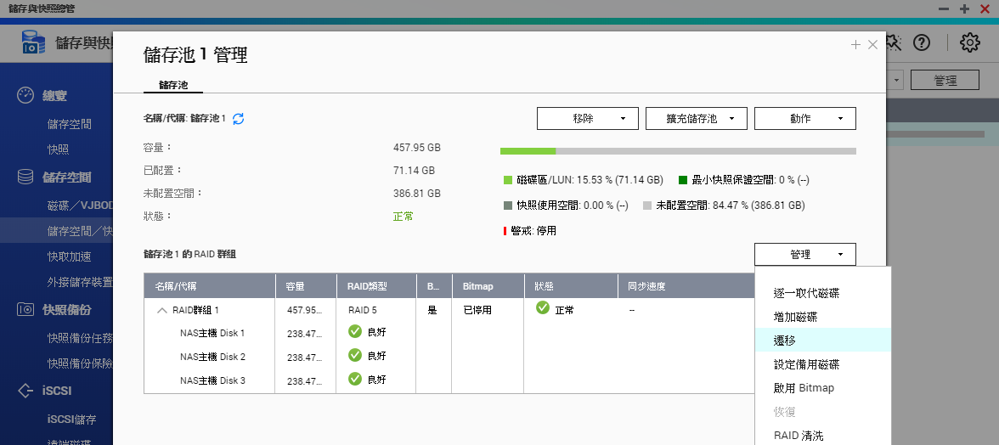 儲存與快照總管
儲存與快照
儲存池 1 管理
管理
儲存池
總覽
儲存空間
快照
儲存空間
磁碟／VJBOD
儲存空間／快
快取加速
外接儲存裝置
快照備份
快照備份任務
快照備份保險
iSCSI
iSCSI儲存
遠端磁碟
名稱/代稱: 儲存池 1
移除
擴充儲存池
動作
容量：
457.95 GB
已配置：
71.14 GB
未配置空間：
386.81 GB
狀態：
正常
磁碟區/LUN: 15.53 % (71.14 GB)
最小快照保證空間: 0 % (--)
快照使用空間: 0.00 % (--)
未配置空間: 84.47 % (386.81 GB)
警戒: 停用
儲存池 1 的 RAID 群組
管理
名稱/代稱 容量 RAID類型 B... Bitmap 狀態 同步速度
RAID群組 1 457.95... RAID 5 是 已停用 正常 --
NAS主機 Disk 1 238.47... 良好
NAS主機 Disk 2 238.47... 良好
NAS主機 Disk 3 238.47... 良好
逐一取代磁碟
增加磁碟
遷移
設定備用磁碟
啟用 Bitmap
恢復
RAID 清洗